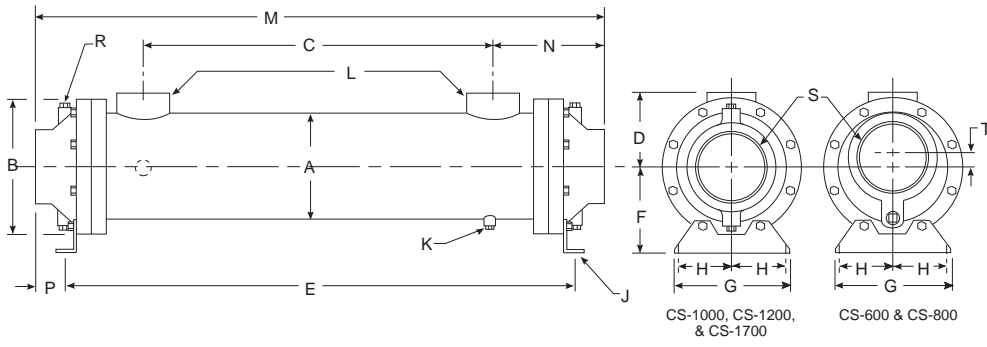 M
R
C
N
L
S
D
T
B
A
F
K
H
H
H
H
P
E
J
G
G
CS-1000, CS-1200,
& CS-1700
CS-600 & CS-800